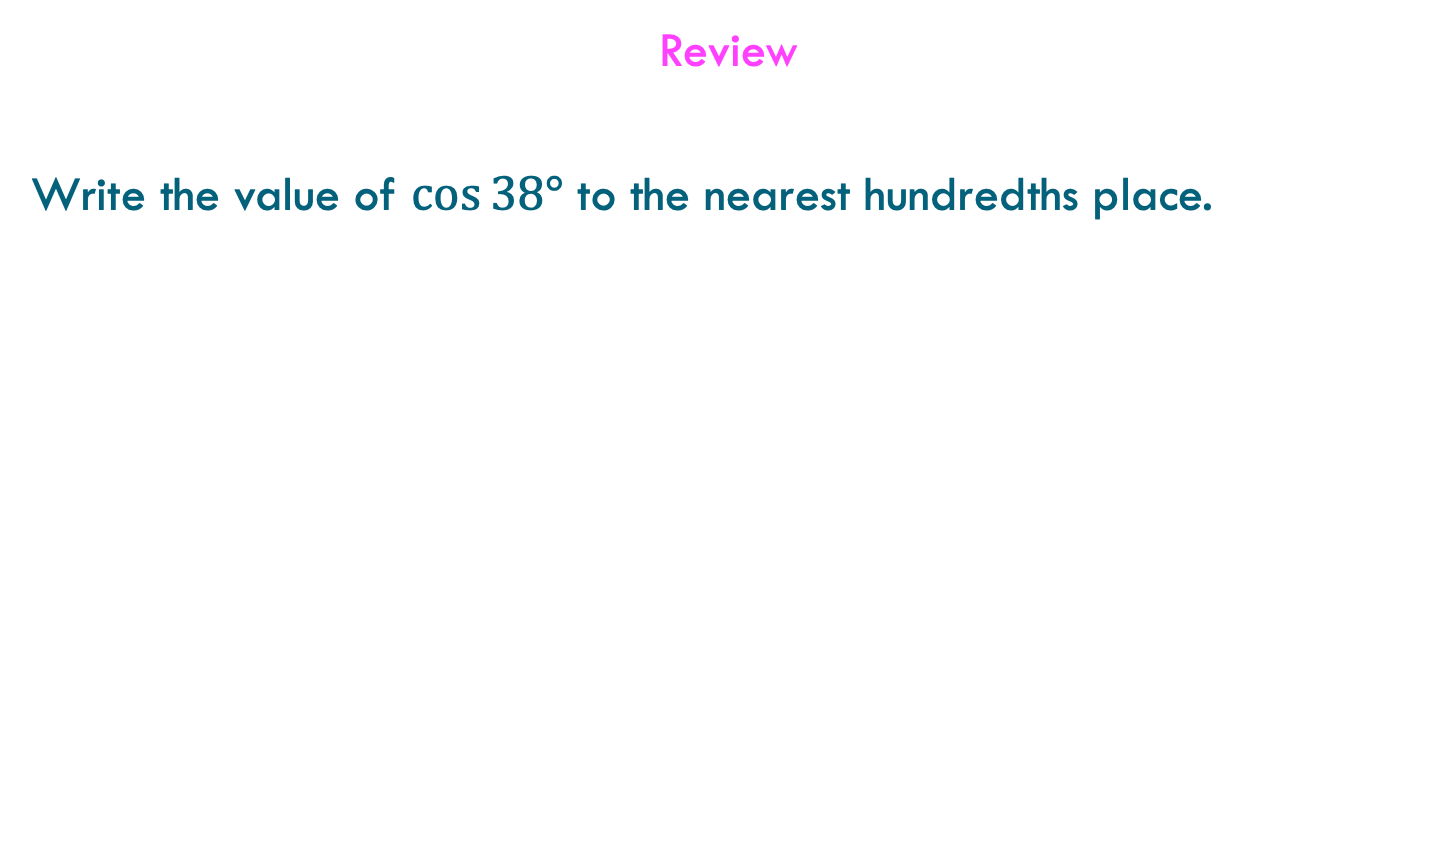 Review
Write the value of cos 38° to the nearest hundredths place.